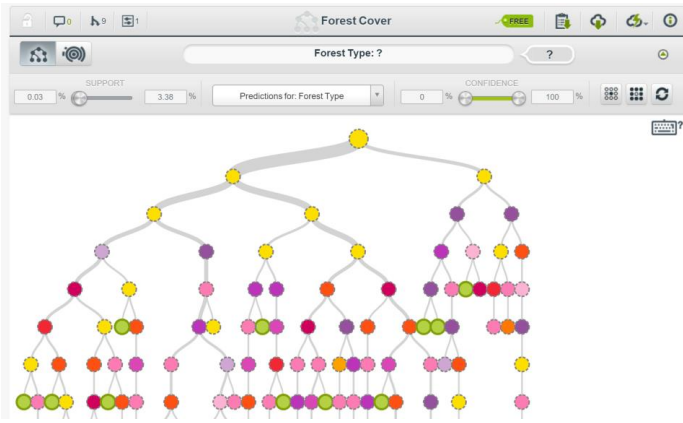 0 9 1 Forest Cover FREE
Forest Type: ? ?
SUPPORT CONFIDENCE
0.03 % 3.38 % Predictions for: Forest Type 0 % 100 %
?